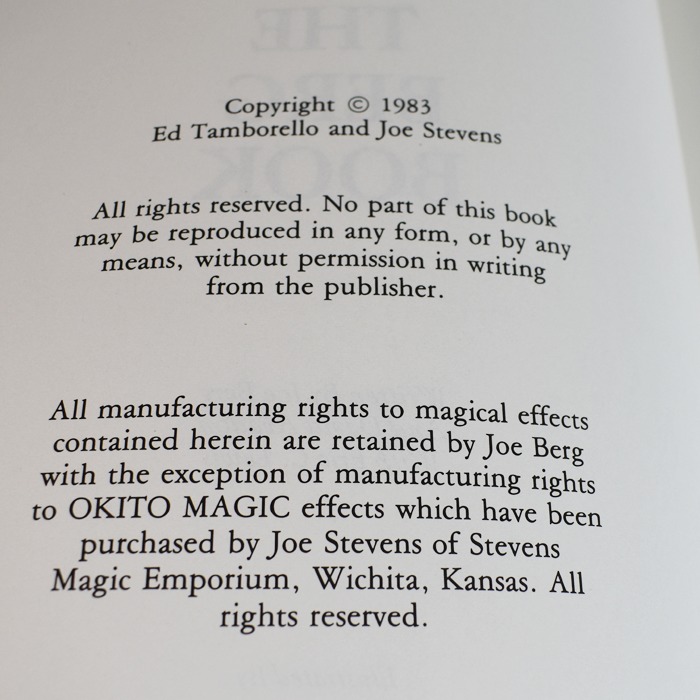 Copyright © 1983
Ed Tamborello and Joe Stevens
All rights reserved. No part of this book
may be reproduced in any form, or by any
means, without permission in writing
from the publisher.
All manufacturing rights to magical effects
contained herein are retained by Joe Berg
with the exception of manufacturing rights
to OKITO MAGIC effects which have been
purchased by Joe Stevens of Stevens
Magic Emporium, Wichita, Kansas. All
rights reserved.